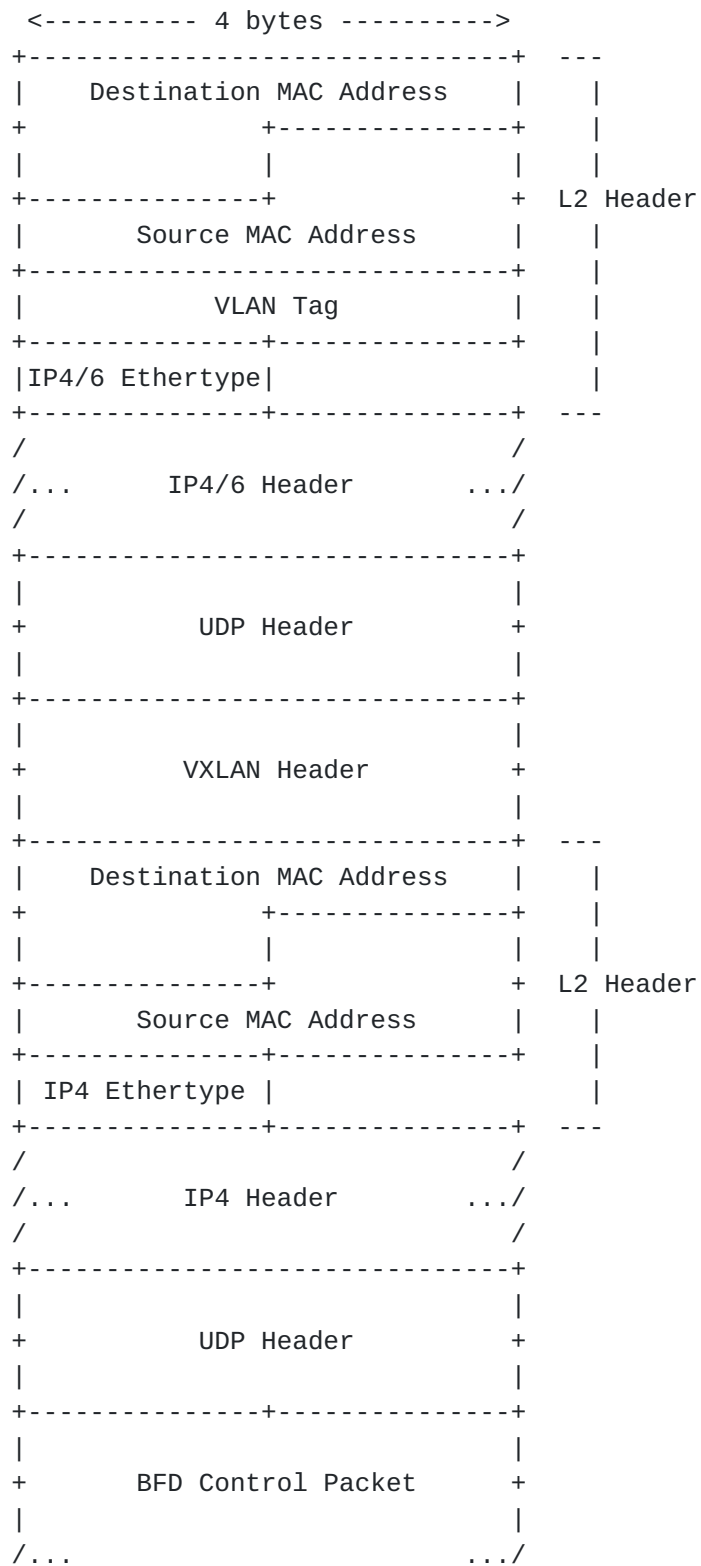 <---------- 4 bytes ---------->
+-------------------------------+  ---
|    Destination MAC Address    |    |
+               +---------------+    |
|               |               |    |
+---------------+               +  L2 Header
|       Source MAC Address      |    |
+-------------------------------+    |
|            VLAN Tag           |    |
+---------------+---------------+    |
|IP4/6 Ethertype|                    |
+---------------+---------------+  ---
/                               /
/...      IP4/6 Header       .../
/                               /
+-------------------------------+
|                               |
+           UDP Header          +
|                               |
+-------------------------------+
|                               |
+          VXLAN Header         +
|                               |
+-------------------------------+  ---
|    Destination MAC Address    |    |
+               +---------------+    |
|               |               |    |
+---------------+               +  L2 Header
|       Source MAC Address      |    |
+---------------+---------------+    |
| IP4 Ethertype |                    |
+---------------+---------------+  ---
/                               /
/...       IP4 Header        .../
/                               /
+-------------------------------+
|                               |
+           UDP Header          +
|                               |
+---------------+---------------+
|                               |
+       BFD Control Packet      +
|                               |
/...                         .../